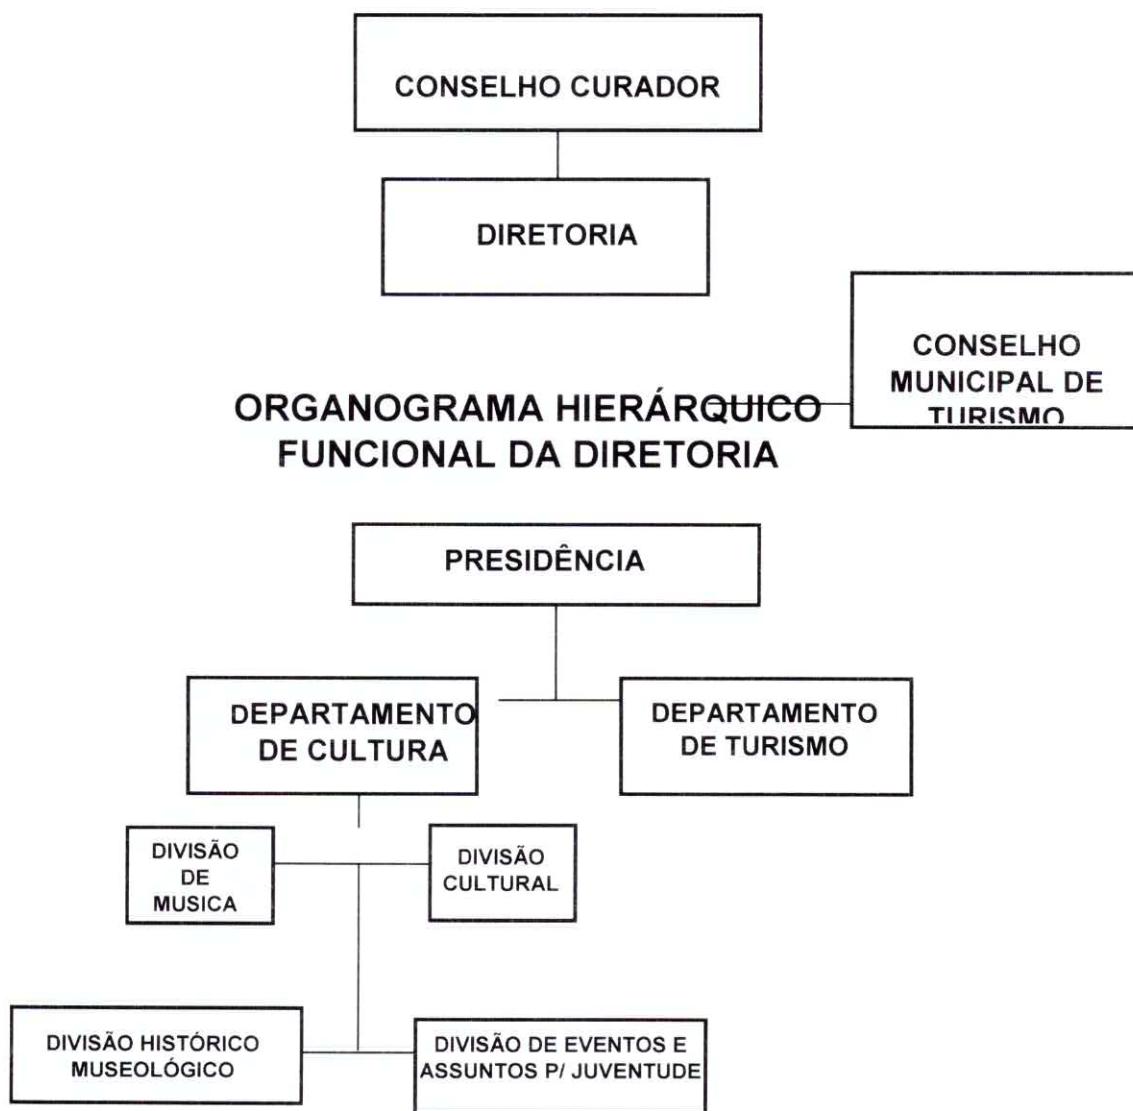 CONSELHO CURADOR
DIRETORIA
CONSELHO
MUNICIPAL DE
TURISMO
ORGANOGRAMA HIERÁRQUICO
FUNCIONAL DA DIRETORIA
PRESIDÊNCIA
DEPARTAMENTO
DE CULTURA
DEPARTAMENTO
DE TURISMO
DIVISÃO
DE
MUSICA
DIVISÃO
CULTURAL
DIVISÃO HISTÓRICO
MUSEOLÓGICO
DIVISÃO DE EVENTOS E
ASSUNTOS P/ JUVENTUDE